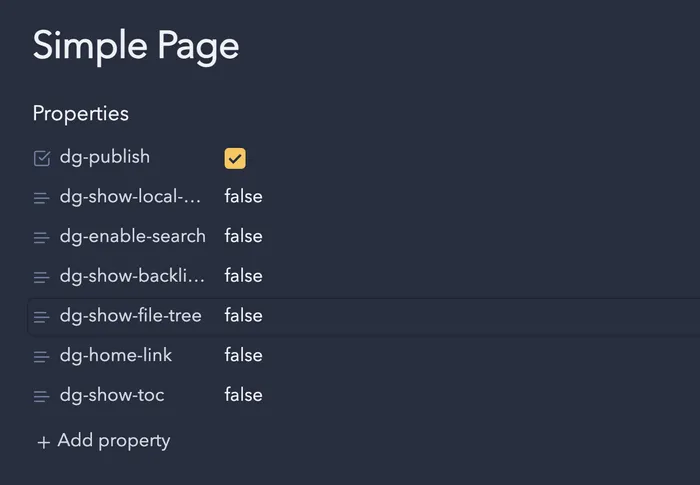 Simple Page
Properties
dg-publish
dg-show-local-... false
dg-enable-search false
dg-show-backli... false
dg-show-file-tree false
dg-home-link false
dg-show-toc false
+ Add property